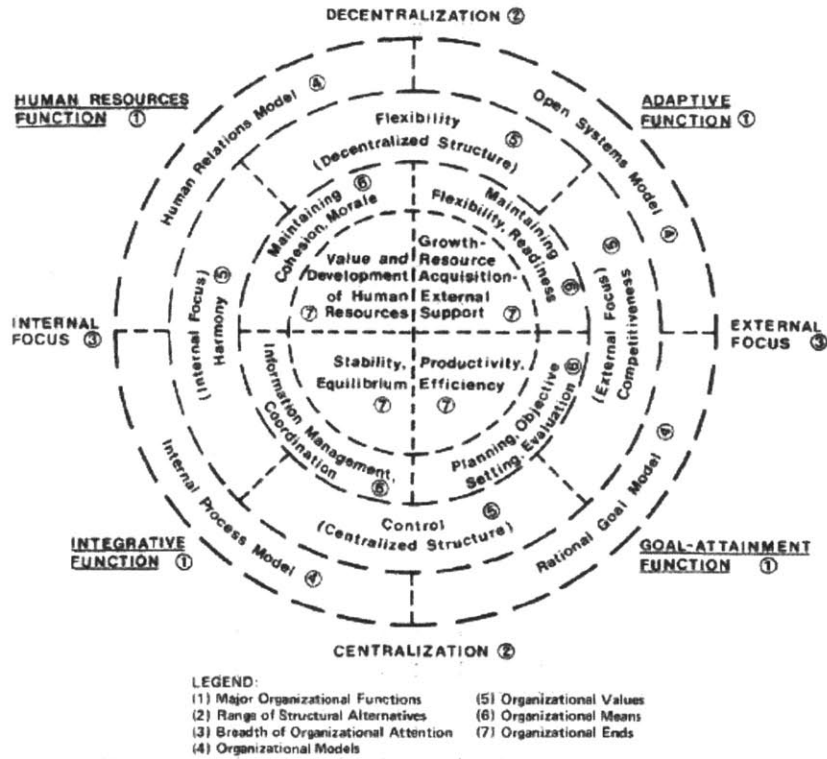 DECENTRALIZATION ②
HUMAN RESOURCES
FUNCTION ①
ADAPTIVE
FUNCTION ①
Human Relations Model ④
Open Systems Model ④
Flexibility ⑤
(Decentralized Structure)
Maintaining ⑥
Cohesion, Morale
Maintaining
Flexibility, Readiness ⑥
Value and
Development
of Human
⑦ Resources
Growth-
Resource
Acquisition-
External
Support ⑦
INTERNAL
FOCUS ③
(Internal Focus)
Harmony ⑤
(External Focus) ⑤
Competitiveness
EXTERNAL
FOCUS ③
Stability,
Equilibrium
⑦
Productivity,
Efficiency
⑦
Information Management,
Coordination ⑥
Planning, Objective
Setting, Evaluation ⑥
Control ⑤
(Centralized Structure)
Internal Process Model ④
Rational Goal Model ④
INTEGRATIVE
FUNCTION ①
GOAL-ATTAINMENT
FUNCTION ①
CENTRALIZATION ②
LEGEND:
(1) Major Organizational Functions
(2) Range of Structural Alternatives
(3) Breadth of Organizational Attention
(4) Organizational Models
(5) Organizational Values
(6) Organizational Means
(7) Organizational Ends